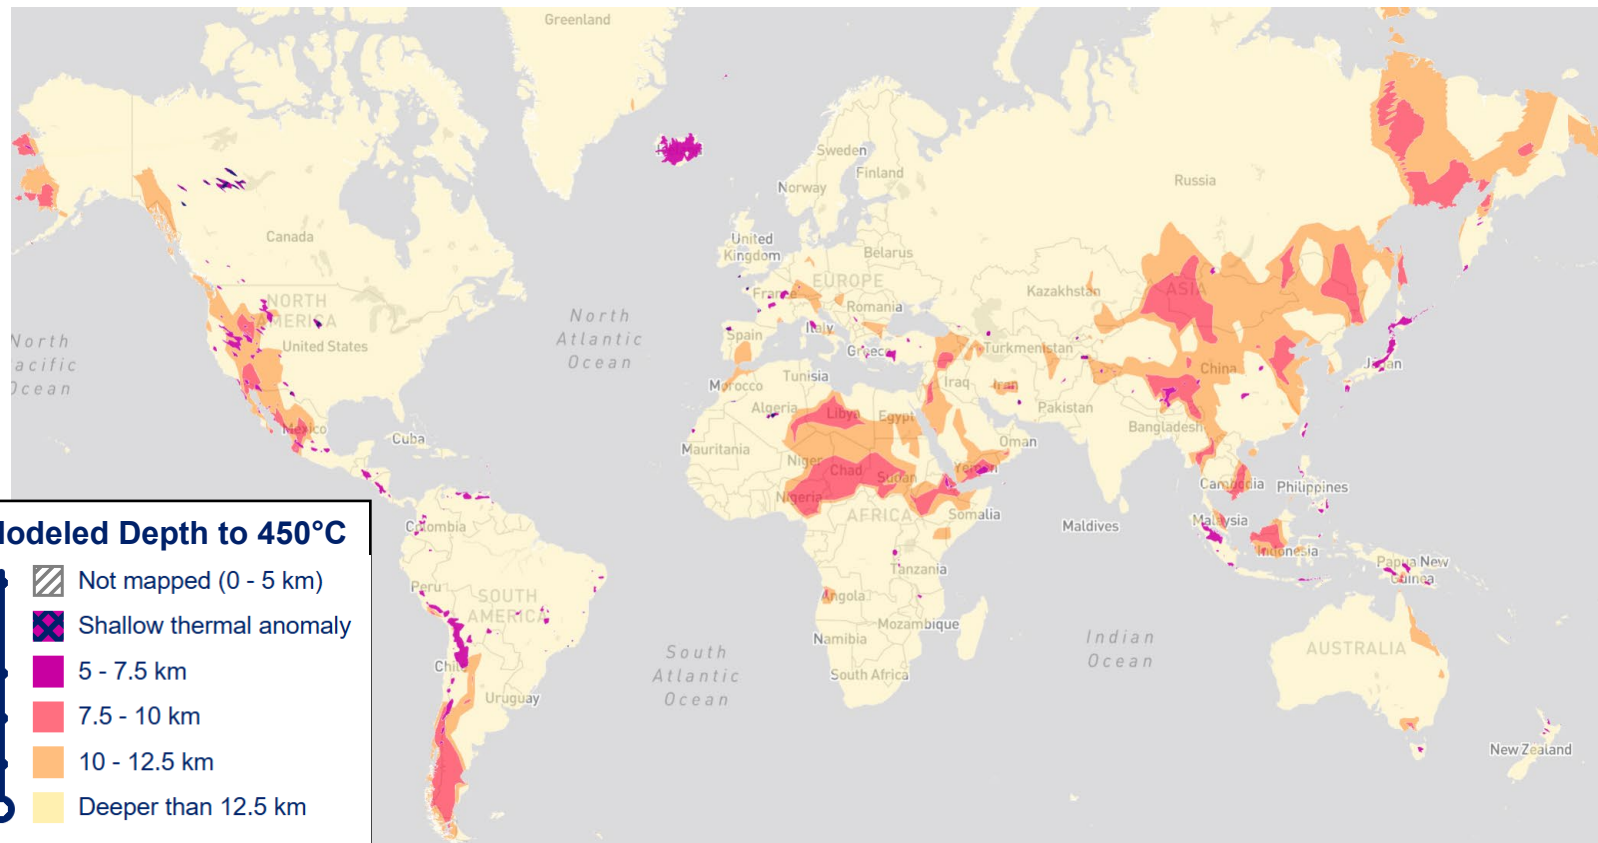 Greenland
Sweden
Finland
Norway
Russia
Canada
United
Kingdom
Belarus
EUROPE
Kazakhstan
ASIA
NORTH
AMERICA
France
Romania
North
Atlantic
Ocean
Italy
Spain
United States
Greece
Turkmenistan
North
acific
Ocean
China
Japan
Tunisia
Morocco
Iraq
Iran
Algeria
Libya
Egypt
Pakistan
Bangladesh
Mexico
Cuba
Mauritania
Oman
Niger
Chad
Sudan
Yemen
Nigeria
Cambodia
Philippines
AFRICA
Somalia
Maldives
Malaysia
Colombia
Indonesia
Papua New
Guinea
Tanzania
Peru
SOUTH
AMERICA
Angola
Mozambique
Namibia
Indian
Ocean
AUSTRALIA
South
Atlantic
Ocean
Chil
South Africa
Uruguay
New Zealand
lodeled Depth to 450°C
Not mapped (0 - 5 km)
Shallow thermal anomaly
5 - 7.5 km
7.5 - 10 km
10 - 12.5 km
Deeper than 12.5 km